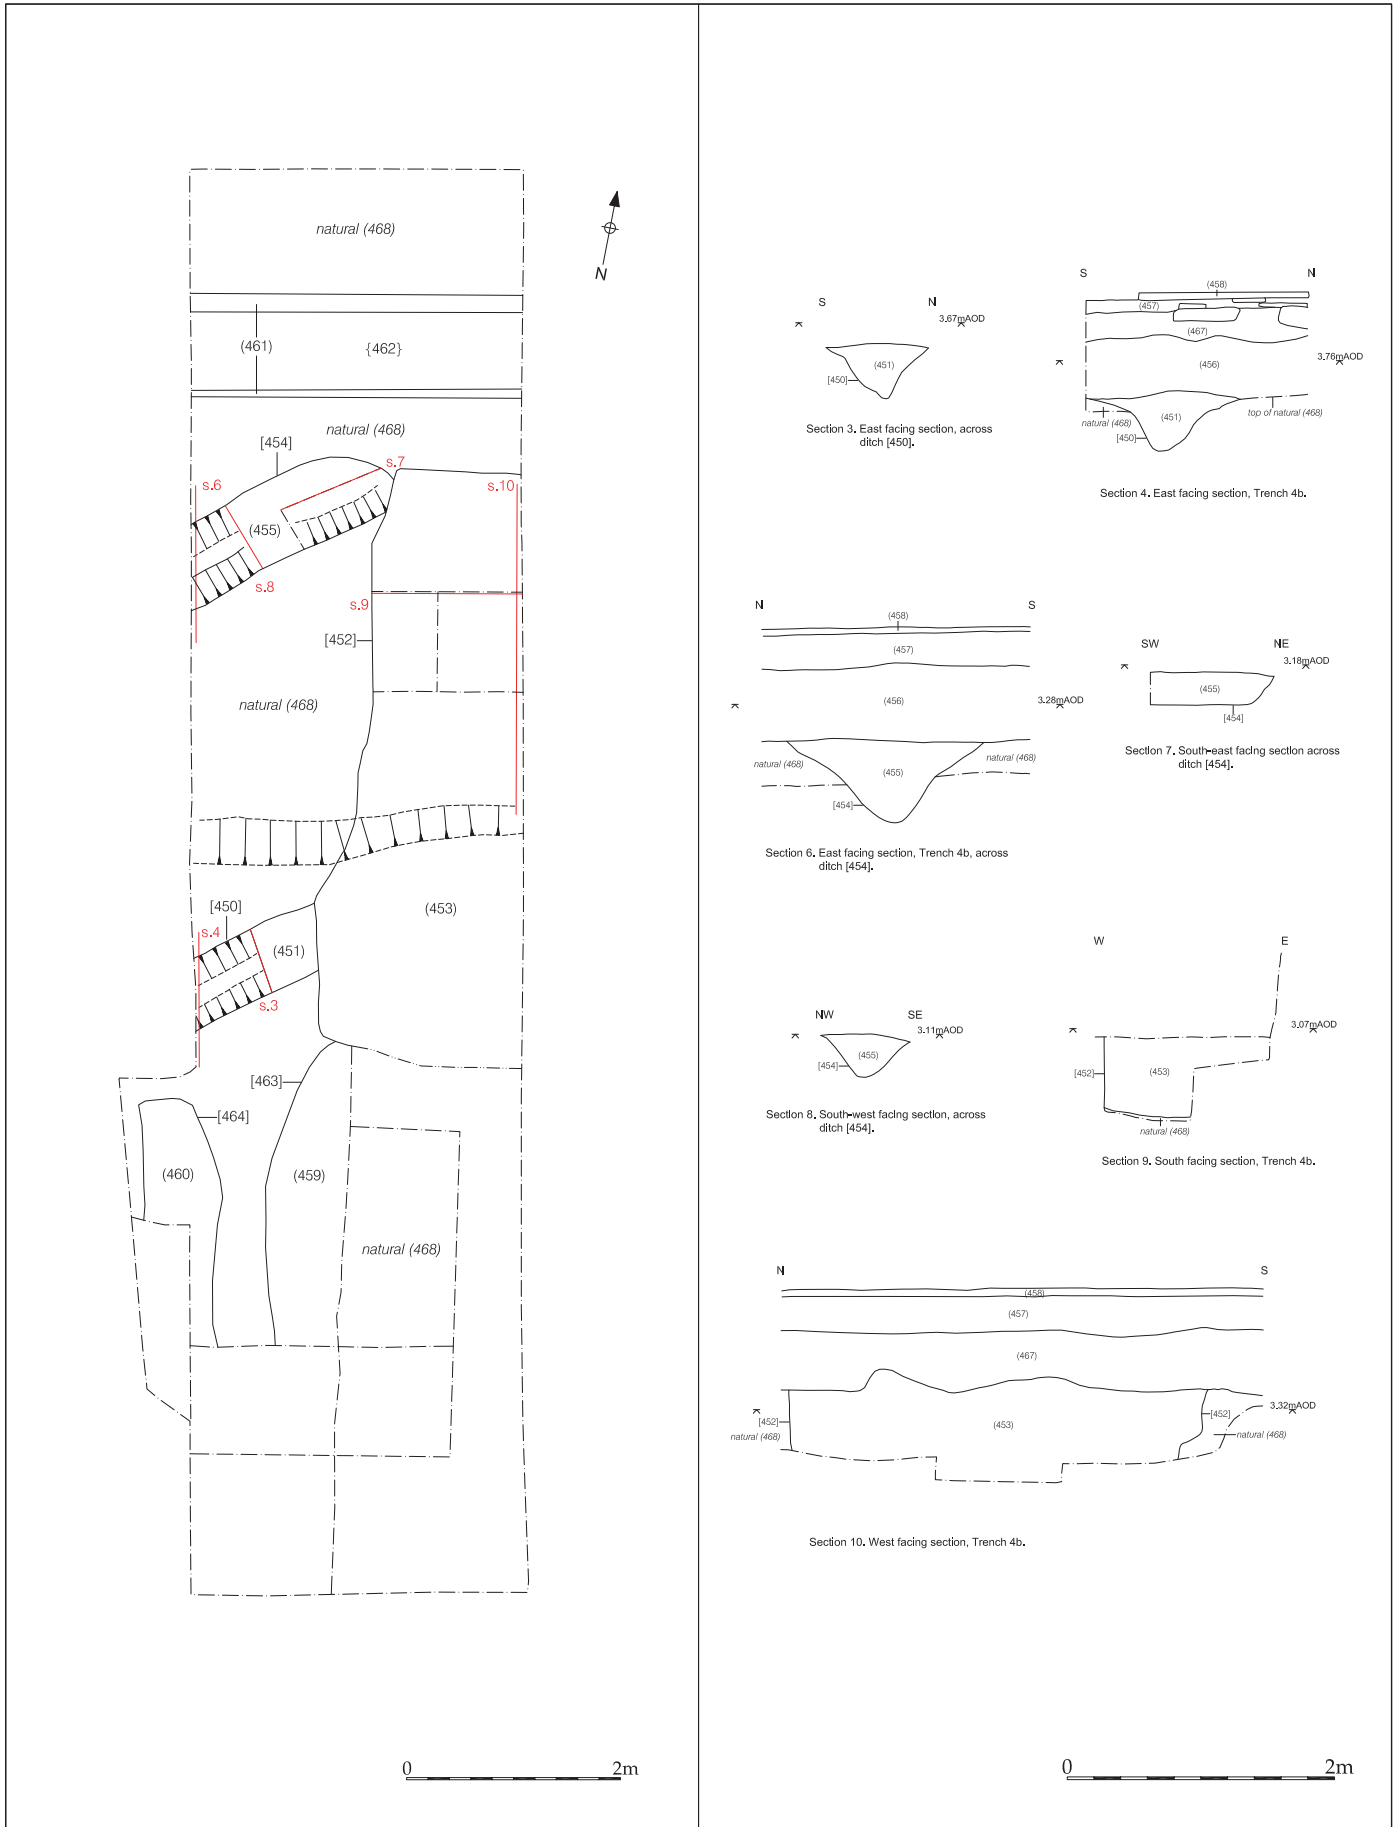 natural (468)
N
(461)
{462}
natural (468)
[454]
s.7
s.6
s.10
(455)
s.8
s.9
[452]
natural (468)
[450]
(453)
s.4
(451)
s.3
[463]
[464]
(460)
(459)
natural (468)
0 2m
S N
3.67mAOD
(451)
[450]
Section 3. East facing section, across
ditch [450].
S N
(458)
(457)
(467)
3.76mAOD
(456)
natural (468)
(451)
top of natural (468)
[450]
Section 4. East facing section, Trench 4b.
N S
(458)
(457)
(456)
3.28mAOD
natural (468)
(455)
natural (468)
[454]
Section 6. East facing section, Trench 4b, across
ditch [454].
SW NE
3.18mAOD
(455)
[454]
Section 7. South-east facing section across
ditch [454].
NW SE
3.11mAOD
(455)
[454]
Section 8. South-west facing section, across
ditch [454].
W E
3.07mAOD
[452]
(453)
natural (468)
Section 9. South facing section, Trench 4b.
N S
(458)
(457)
(467)
3.32mAOD
[452]
(453)
[452]
natural (468)
natural (468)
Section 10. West facing section, Trench 4b.
0 2m